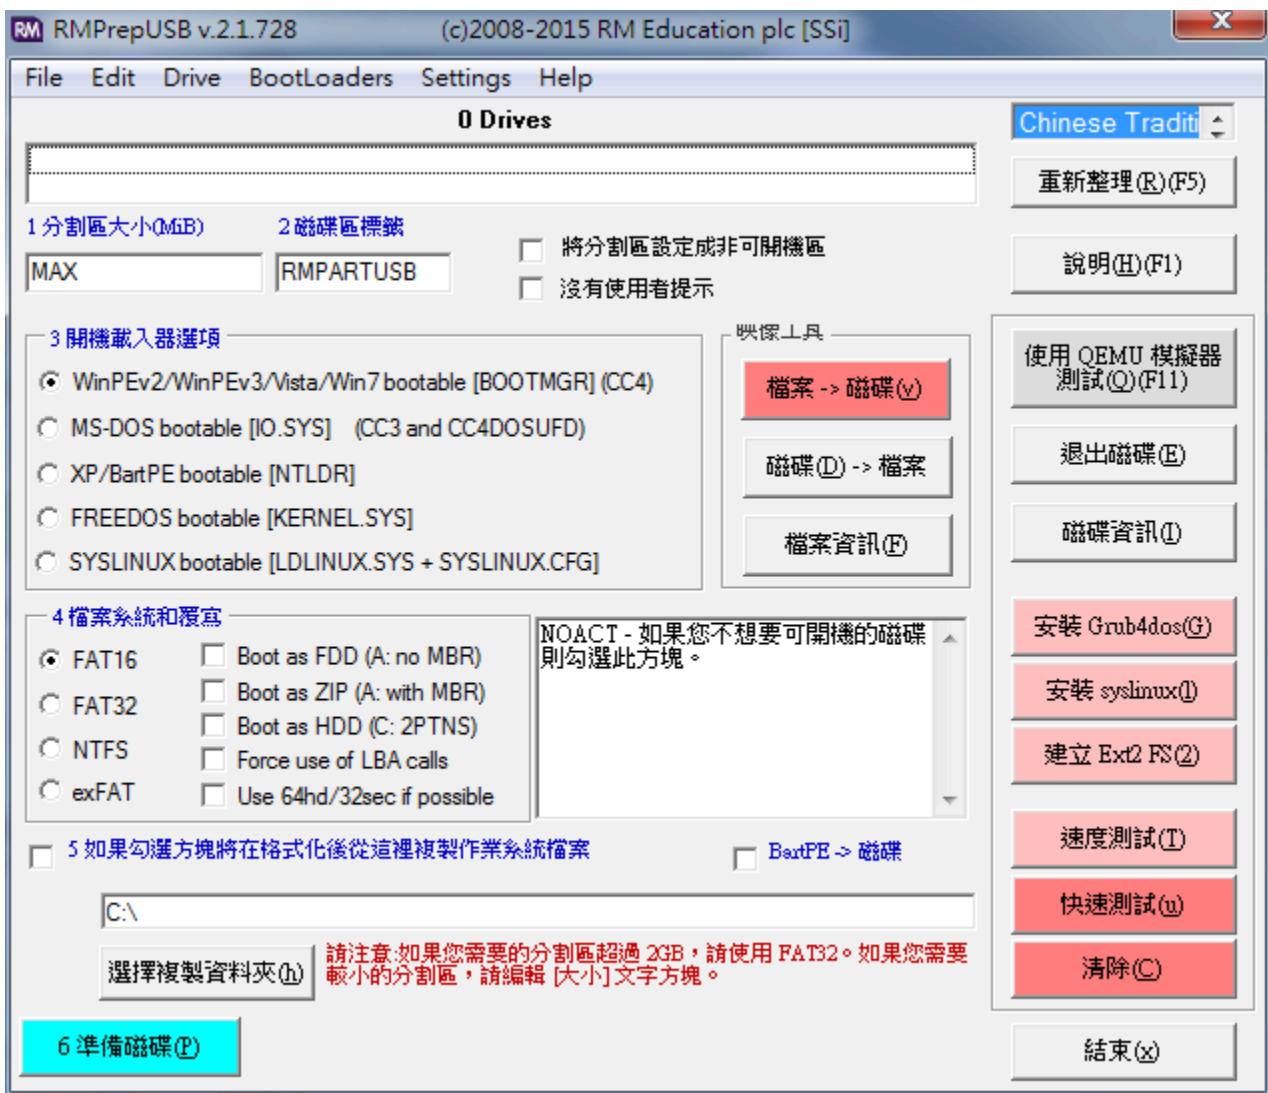 RM RMPrepUSB v.2.1.728 (c)2008-2015 RM Education plc [SSi] X
File Edit Drive BootLoaders Settings Help
0 Drives
Chinese Traditi
重新整理(R)(F5)
1 分割區大小(MiB)
2 磁碟區標籤
MAX
RMPARTUSB
將分割區設定成非可開機區
沒有使用者提示
說明(H)(F1)
3 開機載入器選項
WinPEv2/WinPEv3/Vista/Win7 bootable [BOOTMGR] (CC4)
MS-DOS bootable [IO.SYS] (CC3 and CC4DOSUFD)
XP/BartPE bootable [NTLDR]
FREEDOS bootable [KERNEL.SYS]
SYSLINUX bootable [LDLINUX.SYS + SYSLINUX.CFG]
映像工具
檔案 -> 磁碟(v)
磁碟(D) -> 檔案
檔案資訊(F)
使用 QEMU 模擬器
測試(Q)(F11)
退出磁碟(E)
磁碟資訊(I)
4 檔案系統和覆寫
FAT16
FAT32
NTFS
exFAT
Boot as FDD (A: no MBR)
Boot as ZIP (A: with MBR)
Boot as HDD (C: 2PTNS)
Force use of LBA calls
Use 64hd/32sec if possible
NOACT - 如果您不想要可開機的磁碟
則勾選此方塊。
安裝 Grub4dos(G)
安裝 syslinux(l)
建立 Ext2 FS(2)
速度測試(T)
快速測試(u)
清除(C)
5 如果勾選方塊將在格式化後從這裡複製作業系統檔案
BartPE -> 磁碟
C:\
選擇複製資料夾(h)
請注意:如果您需要的分割區超過 2GB，請使用 FAT32。如果您需要
較小的分割區，請編輯 [大小] 文字方塊。
6 準備磁碟(P)
結束(x)